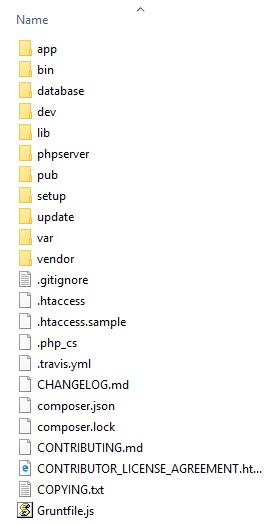 Name
app
bin
database
dev
lib
phpserver
pub
setup
update
var
vendor
.gitignore
.htaccess
.htaccess.sample
.php_cs
.travis.yml
CHANGELOG.md
composer.json
composer.lock
CONTRIBUTING.md
CONTRIBUTOR_LICENSE_AGREEMENT.ht...
COPYING.txt
Gruntfile.js